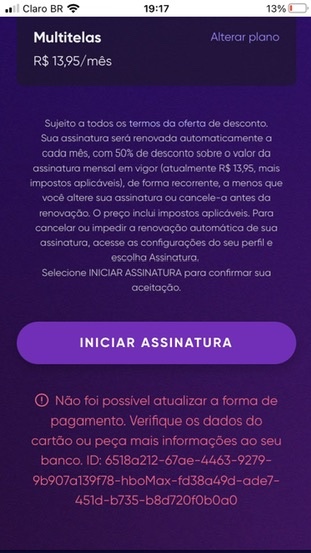 Claro BR 19:17 13%
Multitelas Alterar plano
R$ 13,95/mês
Sujeito a todos os termos da oferta de desconto.
Sua assinatura será renovada automaticamente a
cada mês, com 50% de desconto sobre o valor da
assinatura mensal em vigor (atualmente R$ 13,95, mais
impostos aplicáveis), de forma recorrente, a menos que
você altere sua assinatura ou cancele-a antes da
renovação. O preço inclui impostos aplicáveis. Para
cancelar ou impedir a renovação automática de sua
assinatura, acesse as configurações do seu perfil e
escolha Assinatura.
Selecione INICIAR ASSINATURA para confirmar sua
aceitação.
INICIAR ASSINATURA
Não foi possível atualizar a forma de
pagamento. Verifique os dados do
cartão ou peça mais informações ao seu
banco. ID: 6518a212-67ae-4463-9279-
9b907a139f78-hboMax-fd38a49d-ade7-
451d-b735-b8d720f0b0a0